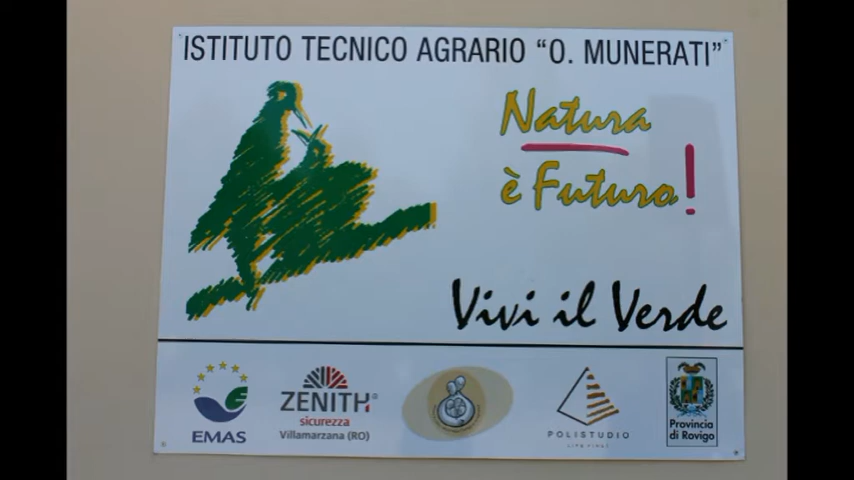 ISTITUTO TECNICO AGRARIO “O. MUNERATI”
Natura
è Futuro!
Vivi il Verde
EMAS
ZENITH
sicurezza
Villamarzana (RO)
POLISTUDIO
Provincia
di Rovigo